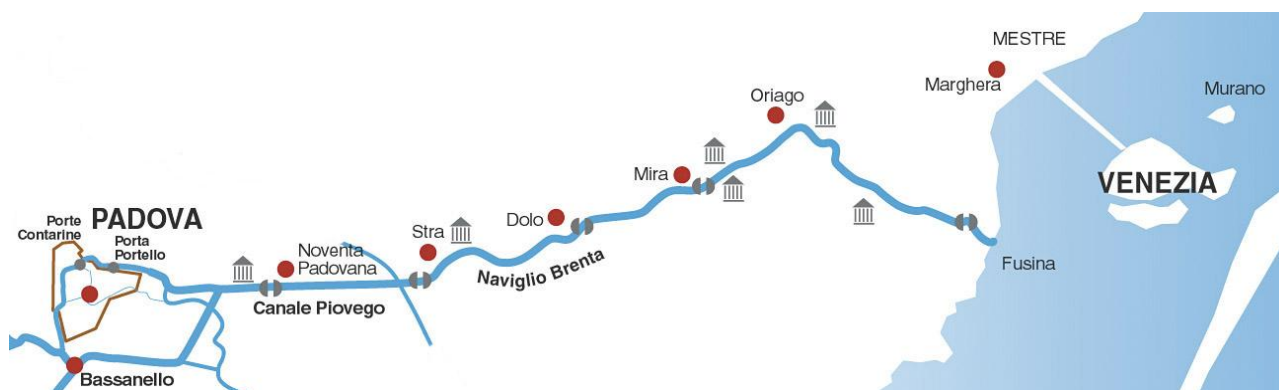 MESTRE
Marghera
Murano
Oriago
Mira
VENEZIA
PADOVA
Porte
Contarine
Porta
Portello
Dolo
Stra
Noventa
Padovana
Naviglio Brenta
Fusina
Canale Piovego
Bassanello